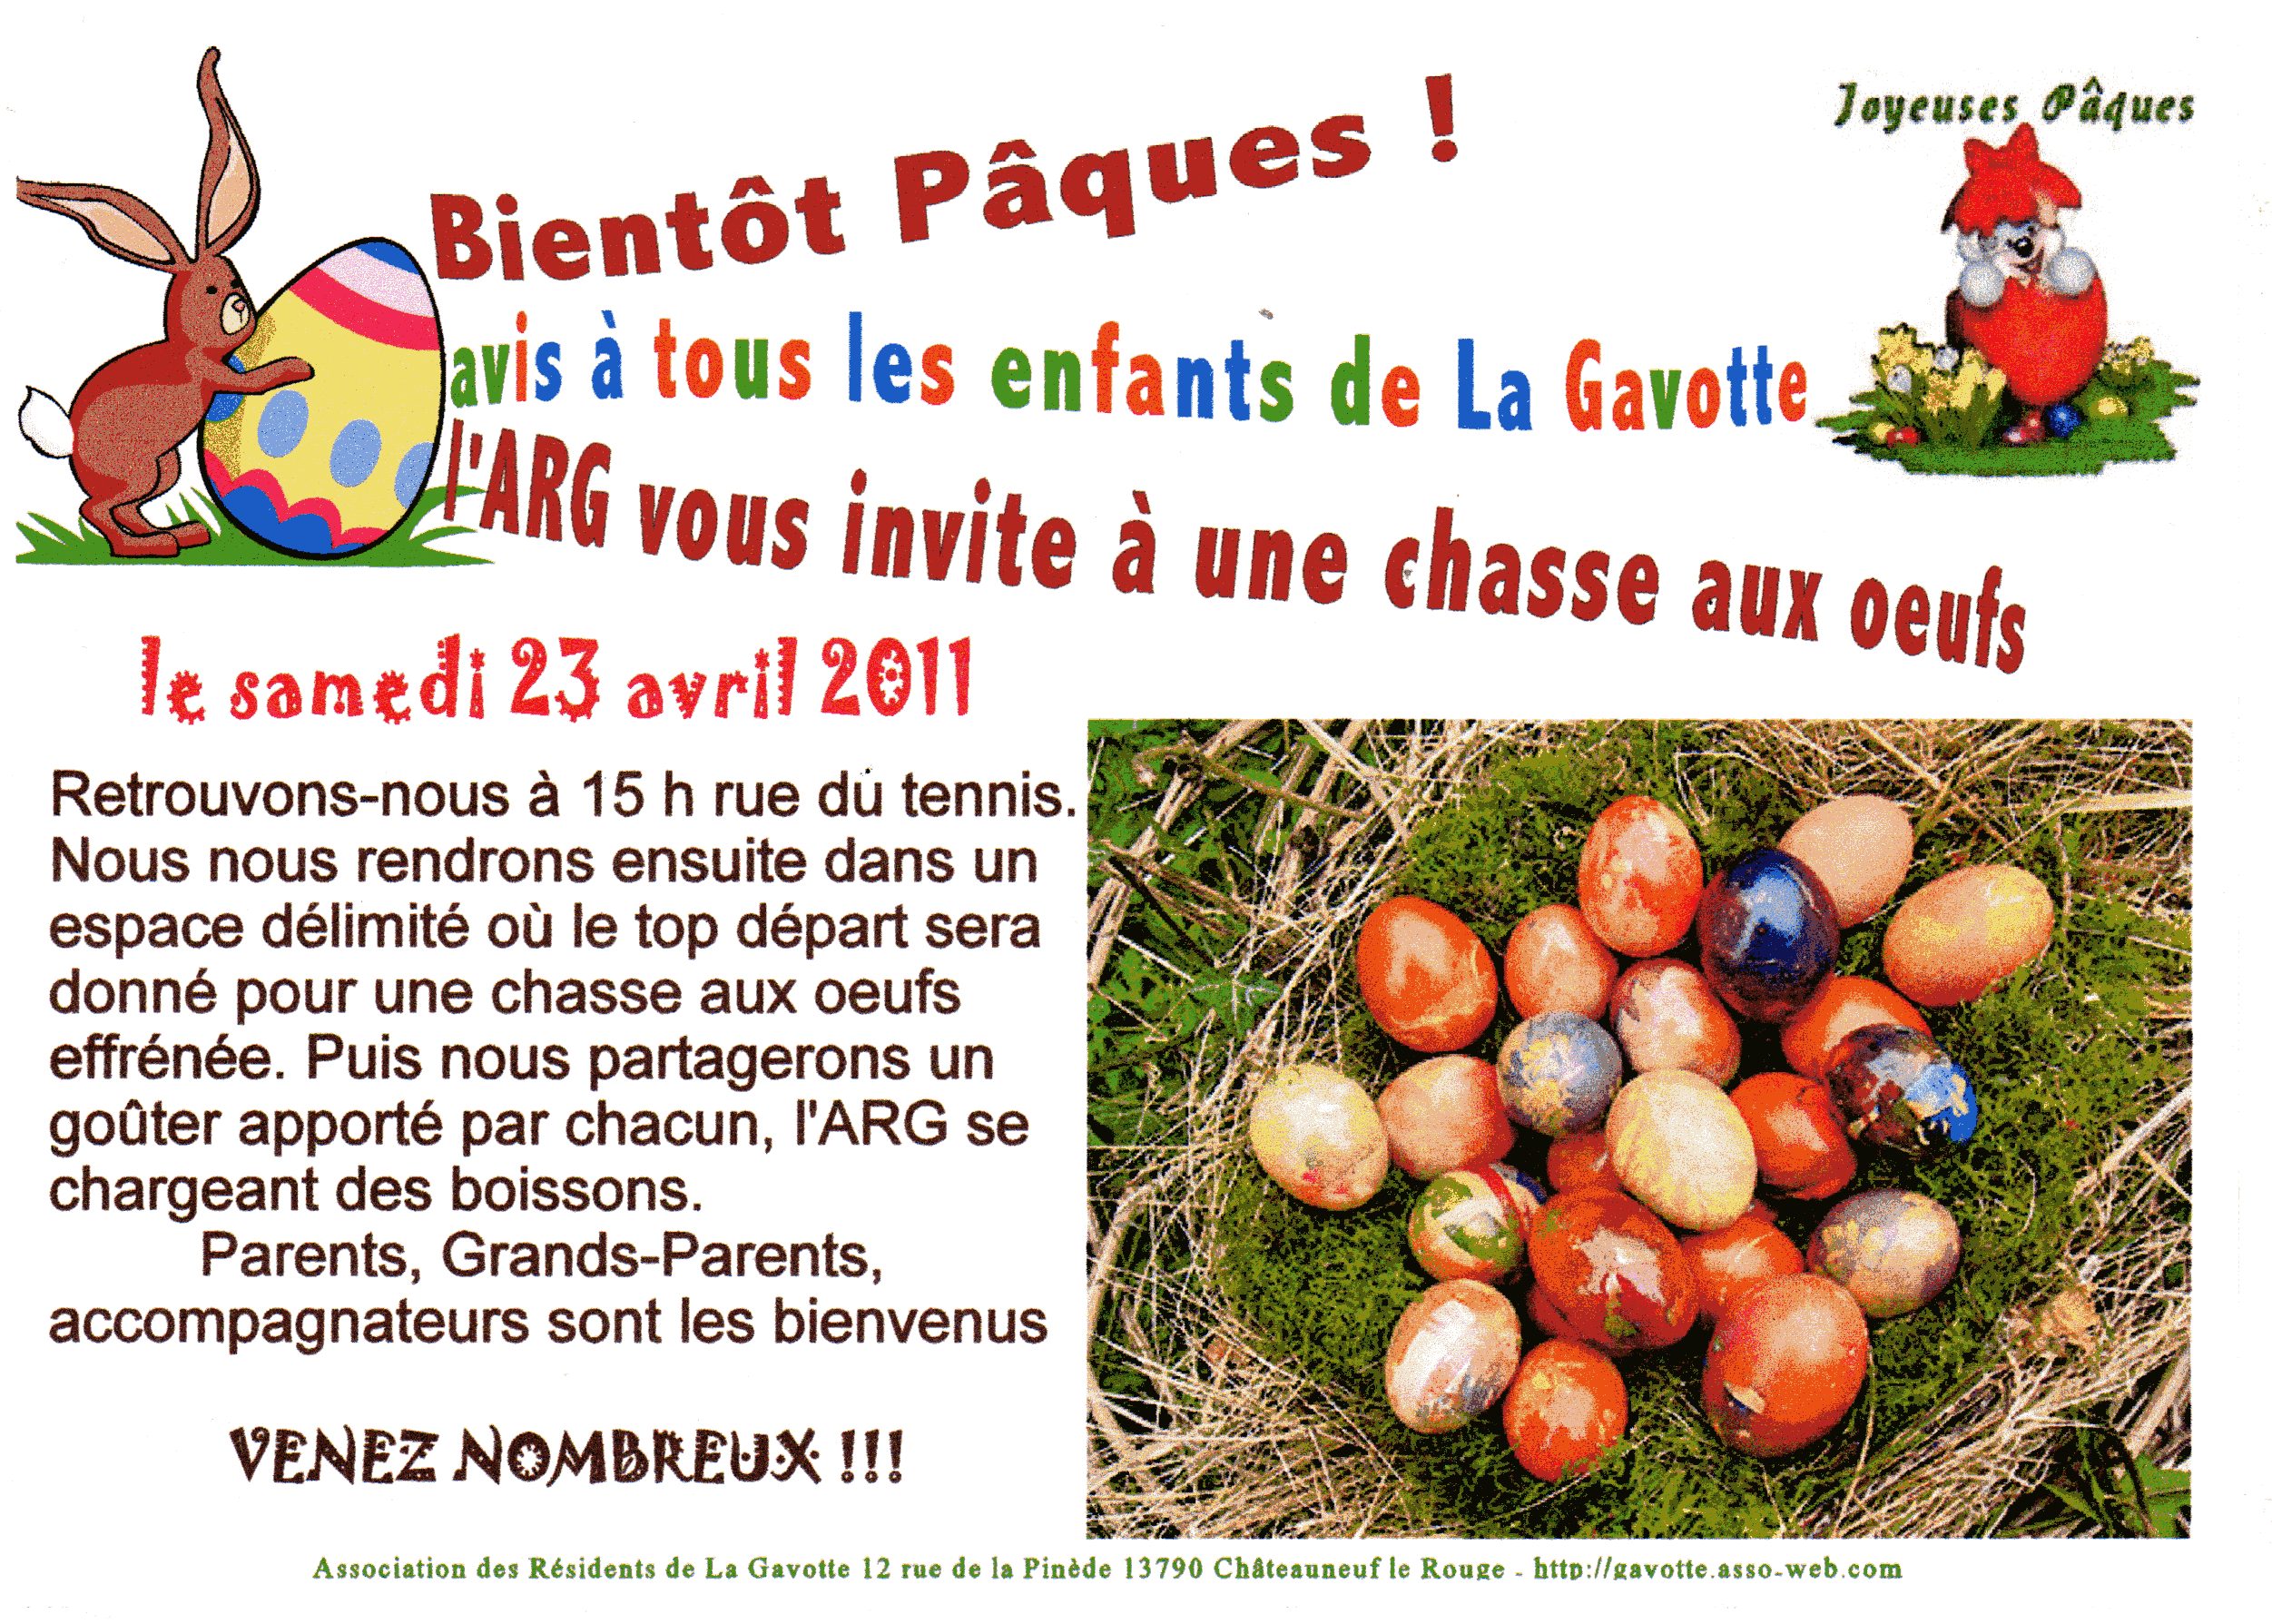 Joyeuses Pâques
Bientôt Pâques !
avis à tous les enfants de La Gavotte
l'ARG vous invite à une chasse aux oeufs
le samedi 23 avril 2011
Retrouvons-nous à 15 h rue du tennis.
Nous nous rendrons ensuite dans un
espace délimité où le top départ sera
donné pour une chasse aux oeufs
effrénée. Puis nous partagerons un
goûter apporté par chacun, l'ARG se
chargeant des boissons.
Parents, Grands-Parents,
accompagnateurs sont les bienvenus
VENEZ NOMBREUX !!!
Association des Résidents de La Gavotte 12 rue de la Pinède 13790 Châteauneuf le Rouge - http://gavotte.asso-web.com